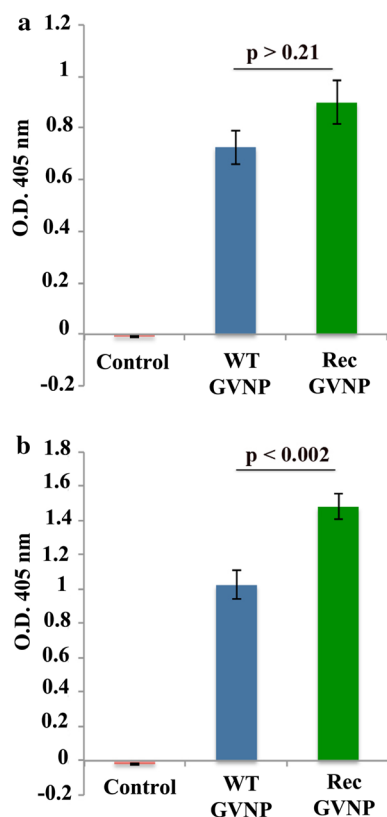 a
1.2
p > 0.21
1
0.8
0.6
0.4
0.2
0
-0.2
O.D. 405 nm
Control
WT
GVNP
Rec
GVNP
b
1.8
p < 0.002
1.6
1.4
1.2
1
0.8
0.6
0.4
0.2
0
-0.2
O.D. 405 nm
Control
WT
GVNP
Rec
GVNP